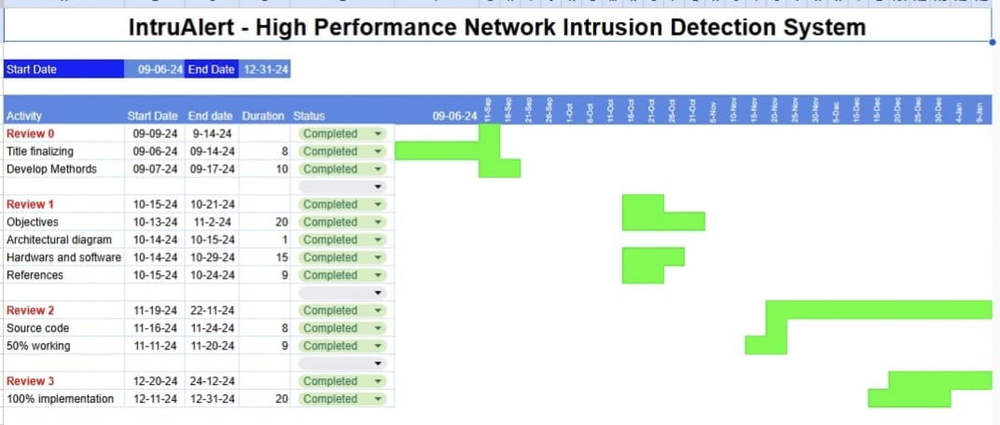 IntruAlert - High Performance Network Intrusion Detection System
Start Date 09-06-24 End Date 12-31-24
Activity Start Date End date Duration Status 09-06-24 11-Sep 16-Sep 21-Sep 26-Sep 1-Oct 6-Oct 11-Oct 16-Oct 21-Oct 26-Oct 31-Oct 5-Nov 10-Nov 15-Nov 20-Nov 25-Nov 30-Nov 5-Dec 10-Dec 15-Dec 20-Dec 25-Dec 30-Dec 4-Jan 9-Jan
Review 0 09-09-24 9-14-24 Completed
Title finalizing 09-06-24 09-14-24 8 Completed
Develop Methords 09-07-24 09-17-24 10 Completed
Review 1 10-15-24 10-21-24 Completed
Objectives 10-13-24 11-2-24 20 Completed
Architectural diagram 10-14-24 10-15-24 1 Completed
Hardwars and software 10-14-24 10-29-24 15 Completed
References 10-15-24 10-24-24 9 Completed
Review 2 11-19-24 22-11-24 Completed
Source code 11-16-24 11-24-24 8 Completed
50% working 11-11-24 11-20-24 9 Completed
Review 3 12-20-24 24-12-24 Completed
100% implementation 12-11-24 12-31-24 20 Completed